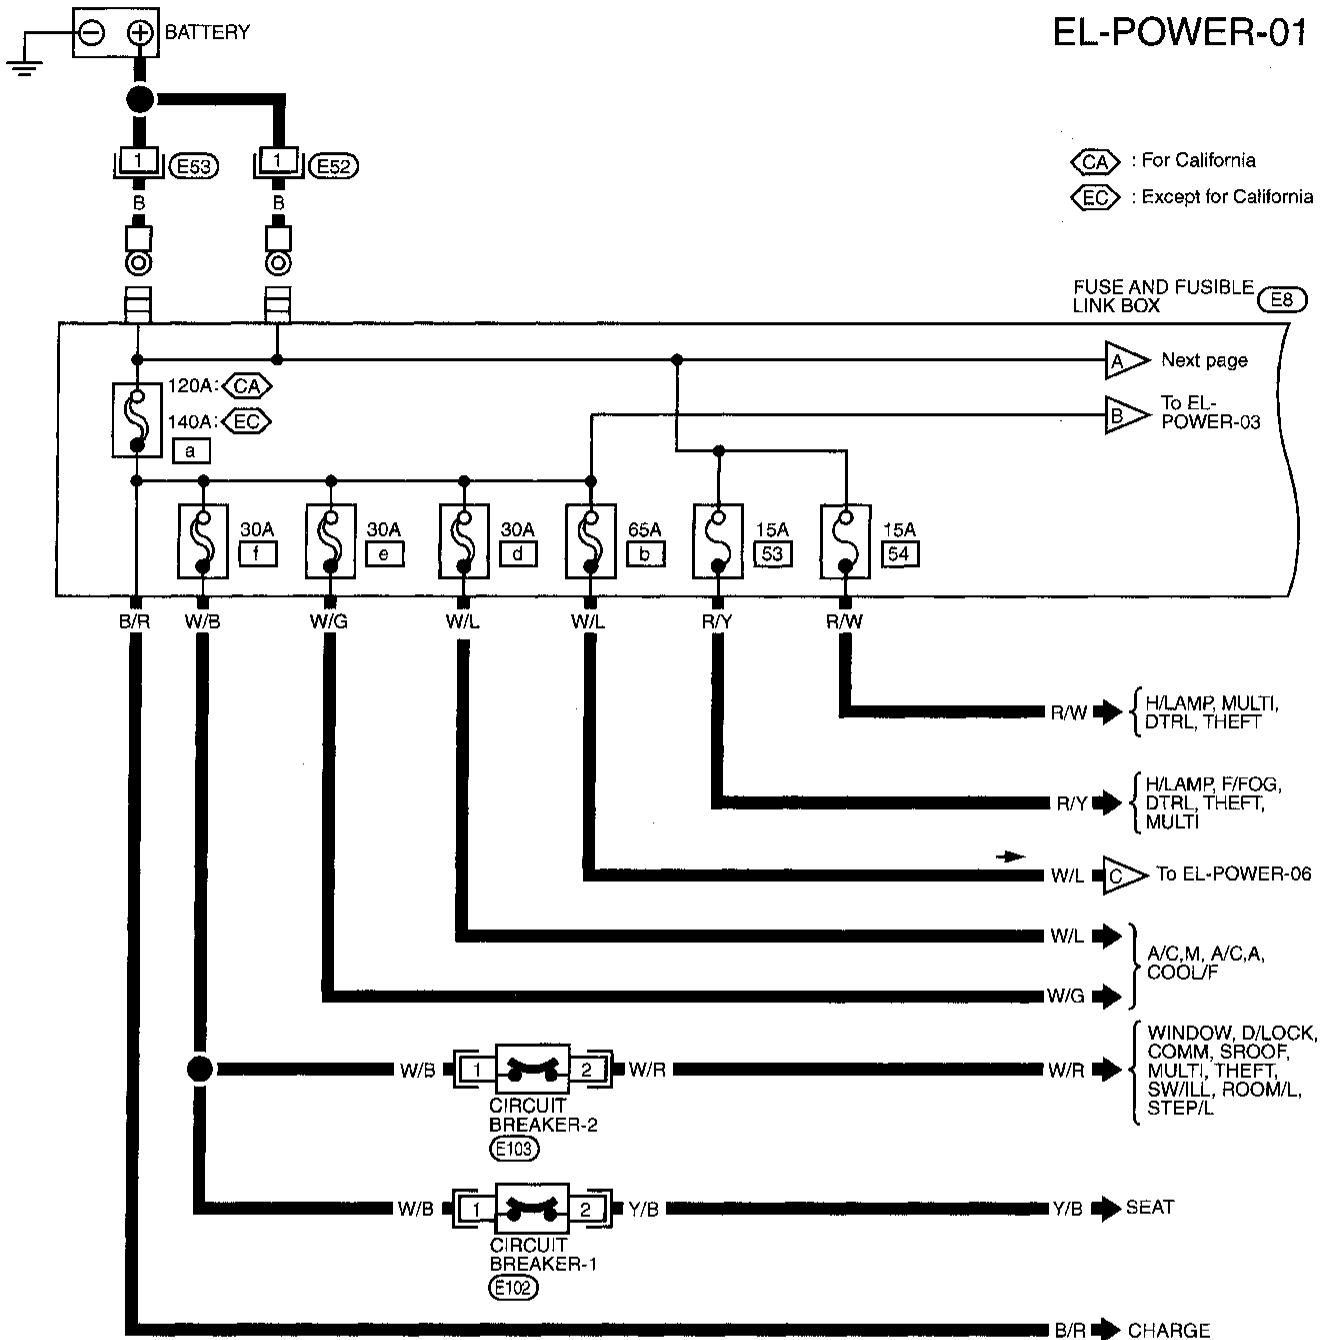 EL-POWER-01
− + BATTERY
1 E53 1 E52
B B
CA : For California
EC : Except for California
FUSE AND FUSIBLE
LINK BOX E8
A Next page
120A: CA
140A: EC
a
B To EL-
POWER-03
30A 30A 30A 65A 15A 15A
f e d b 53 54
B/R W/B W/G W/L W/L R/Y R/W
R/W H/LAMP, MULTI,
DTRL, THEFT
R/Y H/LAMP, F/FOG,
DTRL, THEFT,
MULTI
W/L C To EL-POWER-06
W/L
A/C,M, A/C,A,
COOL/F
W/G
W/B 1 2 W/R W/R
WINDOW, D/LOCK,
COMM, SROOF,
MULTI, THEFT,
SW/ILL, ROOM/L,
STEP/L
CIRCUIT
BREAKER-2
E103
W/B 1 2 Y/B Y/B SEAT
CIRCUIT
BREAKER-1
E102
B/R CHARGE